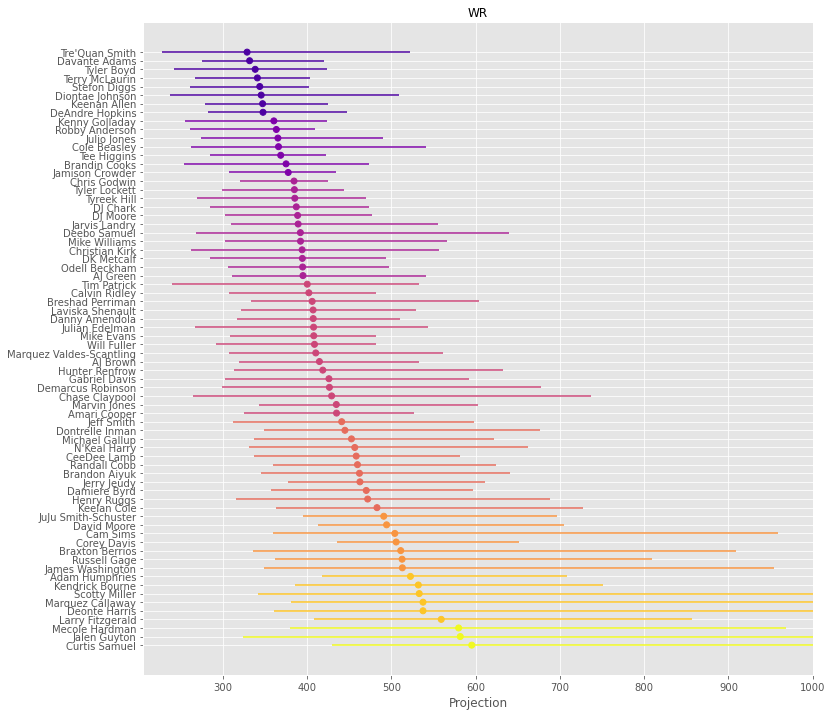 WR
Tre'Quan Smith
Davante Adams
Tyler Boyd
Terry McLaurin
Stefon Diggs
Diontae Johnson
Keenan Allen
DeAndre Hopkins
Kenny Golladay
Robby Anderson
Julio Jones
Cole Beasley
Tee Higgins
Brandin Cooks
Jamison Crowder
Chris Godwin
Tyler Lockett
Tyreek Hill
DJ Chark
DJ Moore
Jarvis Landry
Deebo Samuel
Mike Williams
Christian Kirk
DK Metcalf
Odell Beckham
AJ Green
Tim Patrick
Calvin Ridley
Breshad Perriman
Laviska Shenault
Danny Amendola
Julian Edelman
Mike Evans
Will Fuller
Marquez Valdes-Scantling
AJ Brown
Hunter Renfrow
Gabriel Davis
Demarcus Robinson
Chase Claypool
Marvin Jones
Amari Cooper
Jeff Smith
Dontrelle Inman
Michael Gallup
N'Keal Harry
CeeDee Lamb
Randall Cobb
Brandon Aiyuk
Jerry Jeudy
Damiere Byrd
Henry Ruggs
Keelan Cole
JuJu Smith-Schuster
David Moore
Cam Sims
Corey Davis
Braxton Berrios
Russell Gage
James Washington
Adam Humphries
Kendrick Bourne
Scotty Miller
Marquez Callaway
Deonte Harris
Larry Fitzgerald
Mecole Hardman
Jalen Guyton
Curtis Samuel
300 400 500 600 700 800 900 1000
Projection